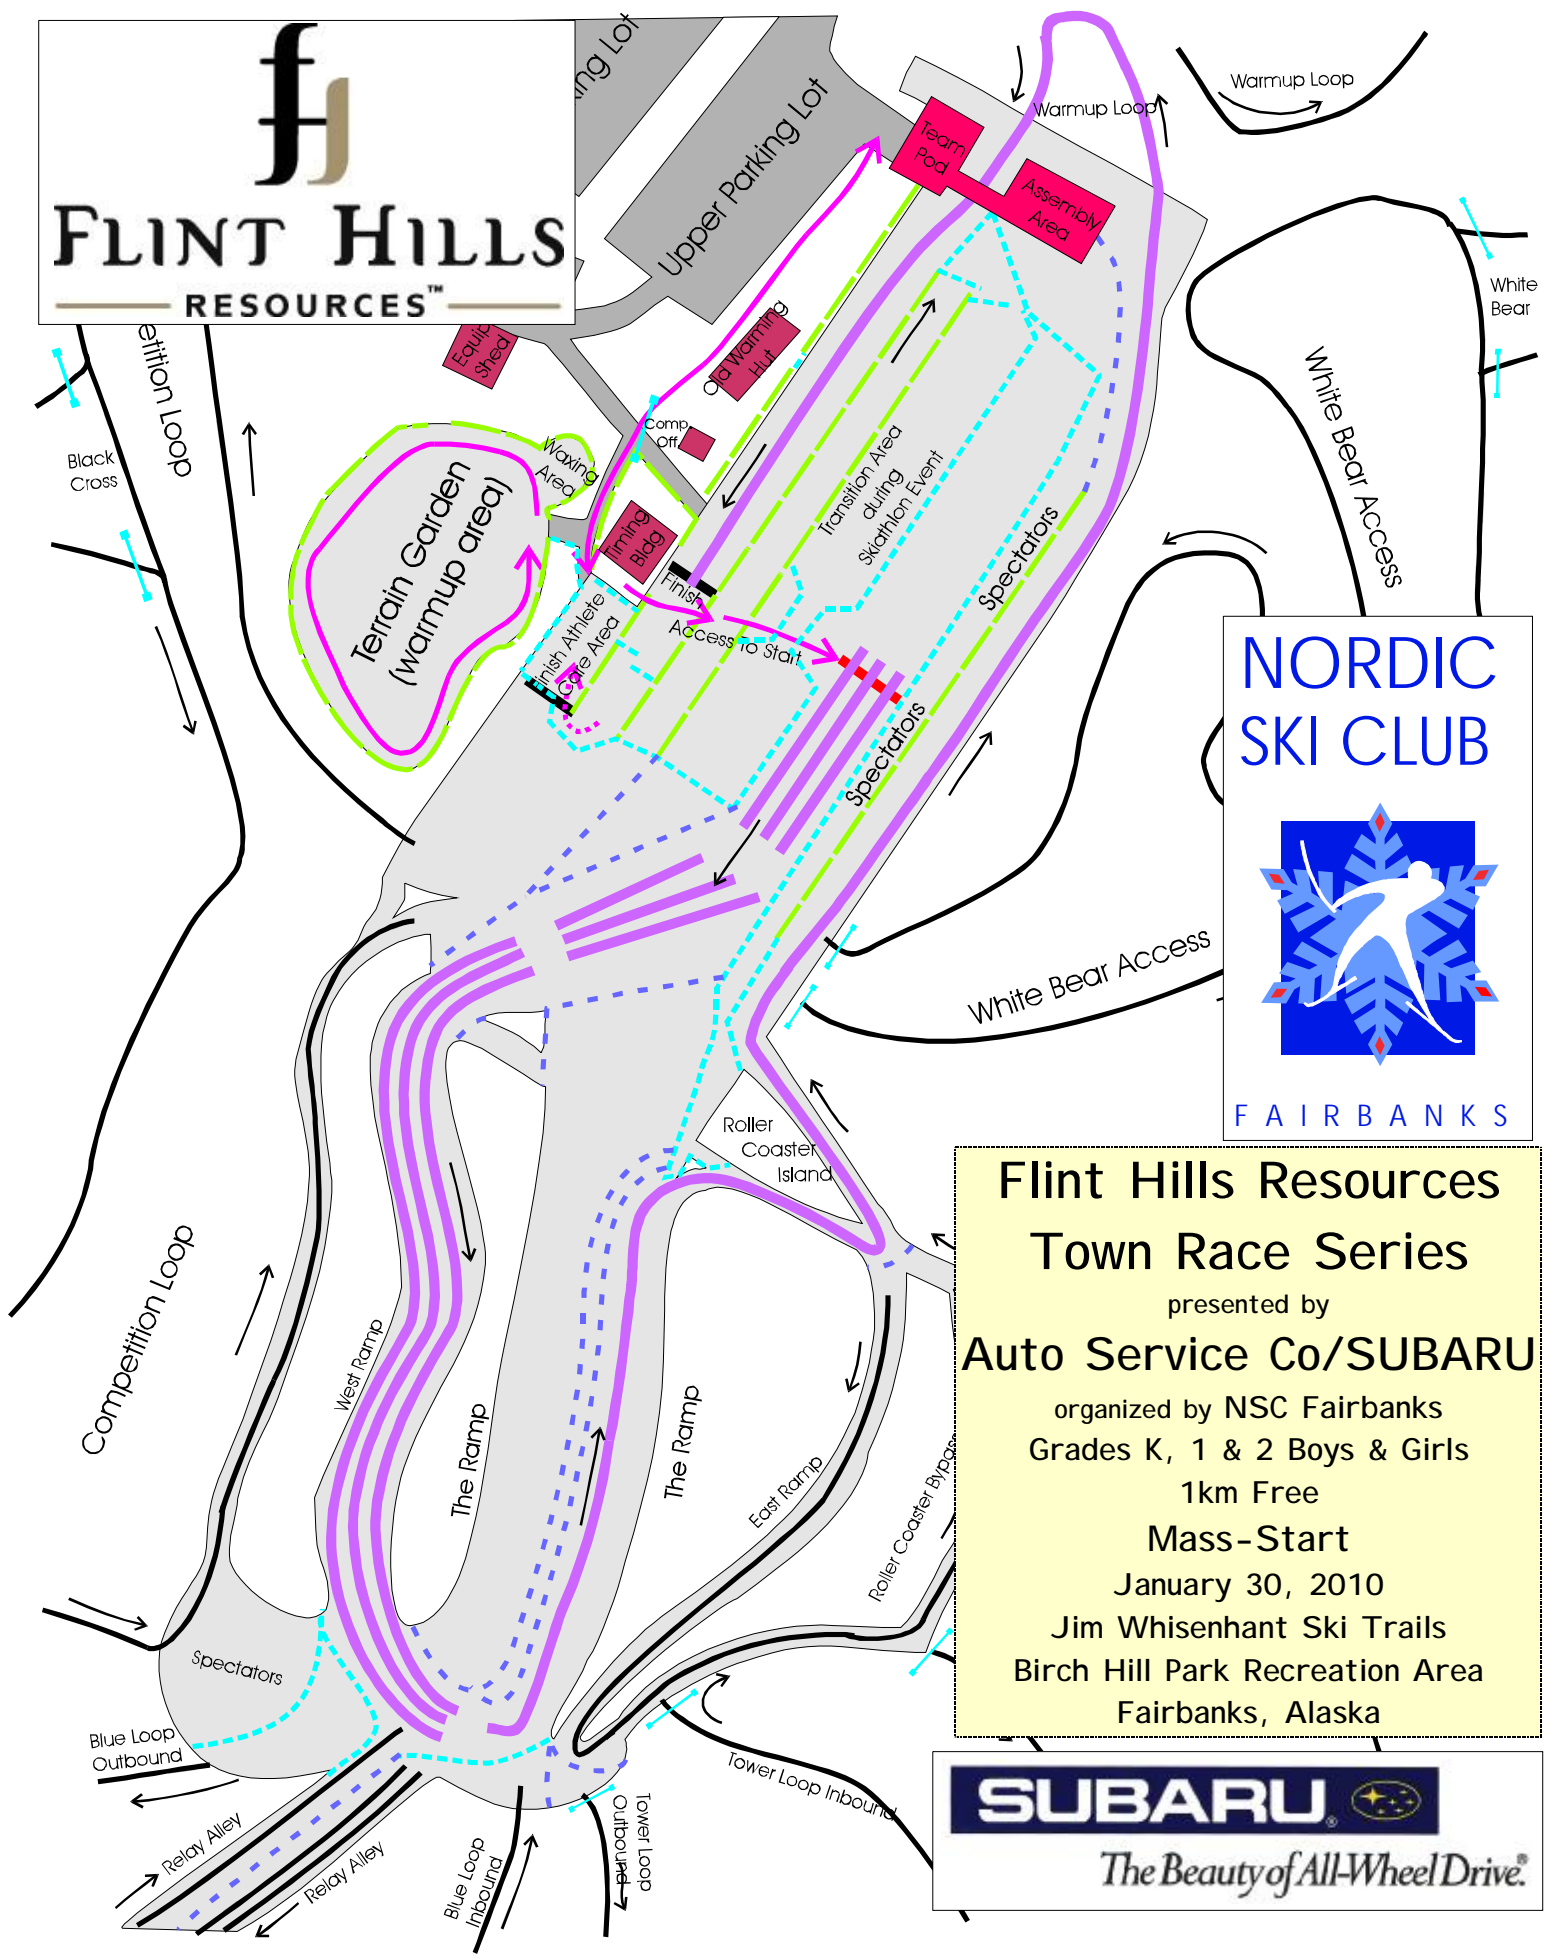 FLINT HILLS
RESOURCES™
ing Lot
Upper Parking Lot
Team
Pod
Assembly
Area
Warmup Loop
Warmup Loop
White
Bear
White Bear Access
Equip
Shed
Old Warming
Hut
Comp.
Off.
etition Loop
Black
Cross
Waxing
Area
Terrain Garden
(warmup area)
Timing
Bldg
Finish
Finish Athlete
Care Area
Access To Start
Transition Area
during
Skiathlon Event
Spectators
Spectators
NORDIC
SKI CLUB
FAIRBANKS
White Bear Access
Roller
Coaster
Island
Competition Loop
West Ramp
The Ramp
The Ramp
East Ramp
Roller Coaster Bypas
Spectators
Blue Loop
Outbound
Relay Alley
Relay Alley
Blue Loop
Inbound
Tower Loop
Outbound
Tower Loop Inbound
Flint Hills Resources
Town Race Series
presented by
Auto Service Co/SUBARU
organized by NSC Fairbanks
Grades K, 1 & 2 Boys & Girls
1km Free
Mass-Start
January 30, 2010
Jim Whisenhant Ski Trails
Birch Hill Park Recreation Area
Fairbanks, Alaska
SUBARU®
The Beauty of All-Wheel Drive.®